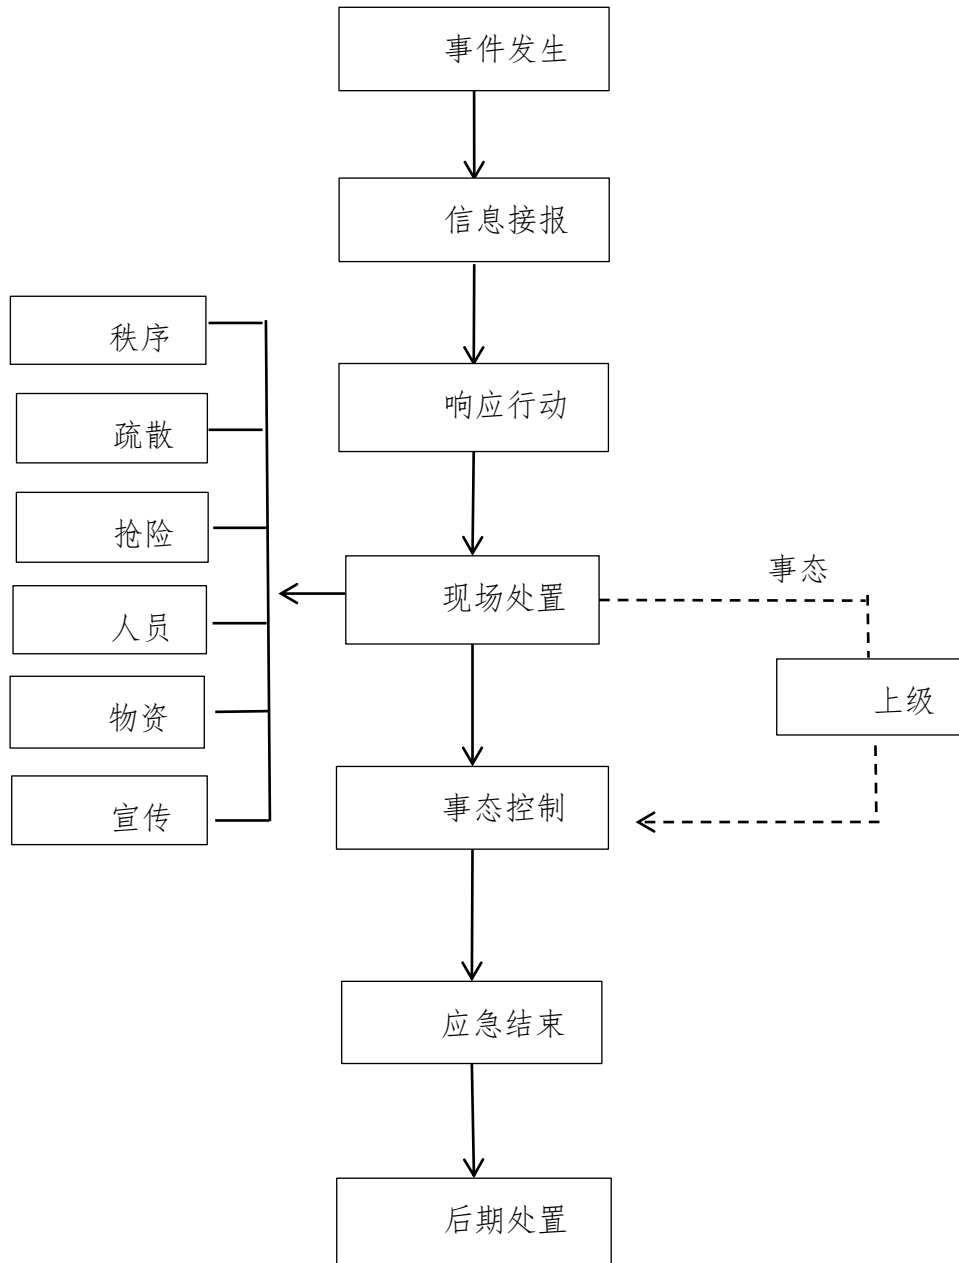 事件发生
信息接报
响应行动
秩序
疏散
抢险
人员
物资
宣传
现场处置
事态
上级
事态控制
应急结束
后期处置